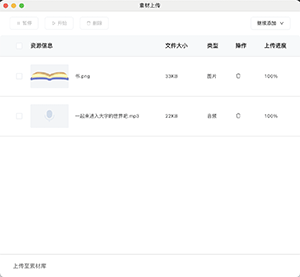 素材上传
暂停 开始 删除 继续添加
资源信息 文件大小 类型 操作 上传进度
书.png 33KB 图片 100%
一起来进入大字的世界吧.mp3 33KB 音频 100%
上传至素材库